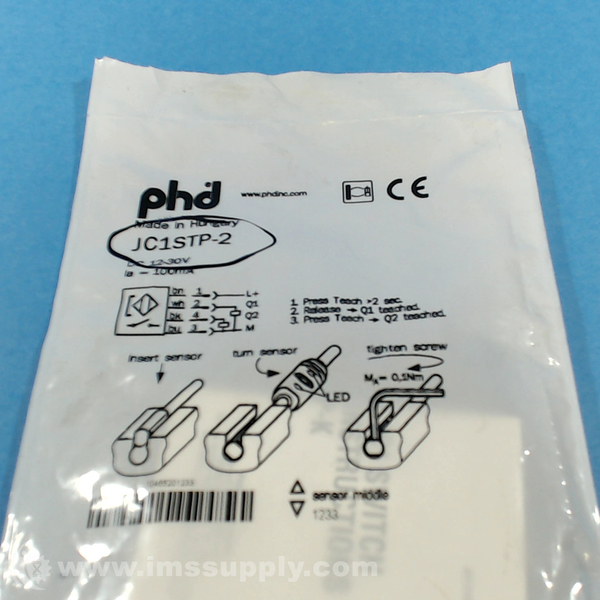 phd
www.phdinc.com
CE
Made in Hungary
JC1STP-2
DC 12-30V
Ia = 100mA
bn 1 L+
wh 2 Q1
bk 4 Q2
bu 3 M
1. Press Teach >2 sec.
2. Release → Q1 teached.
3. Press Teach → Q2 teached.
insert sensor
turn sensor
tighten screw
MA = 0,1Nm
LED
sensor middle
1233
SWITCH
www.imssupply.com